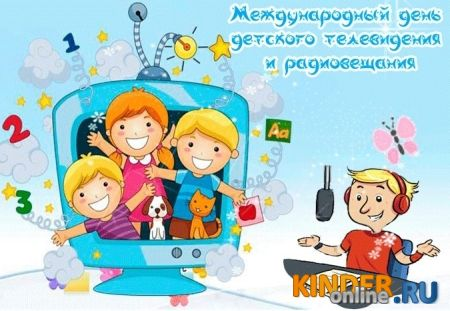 Международный день
детского телевидения
и радиовещания
1
2
3
Aa
KINDER
online.RU